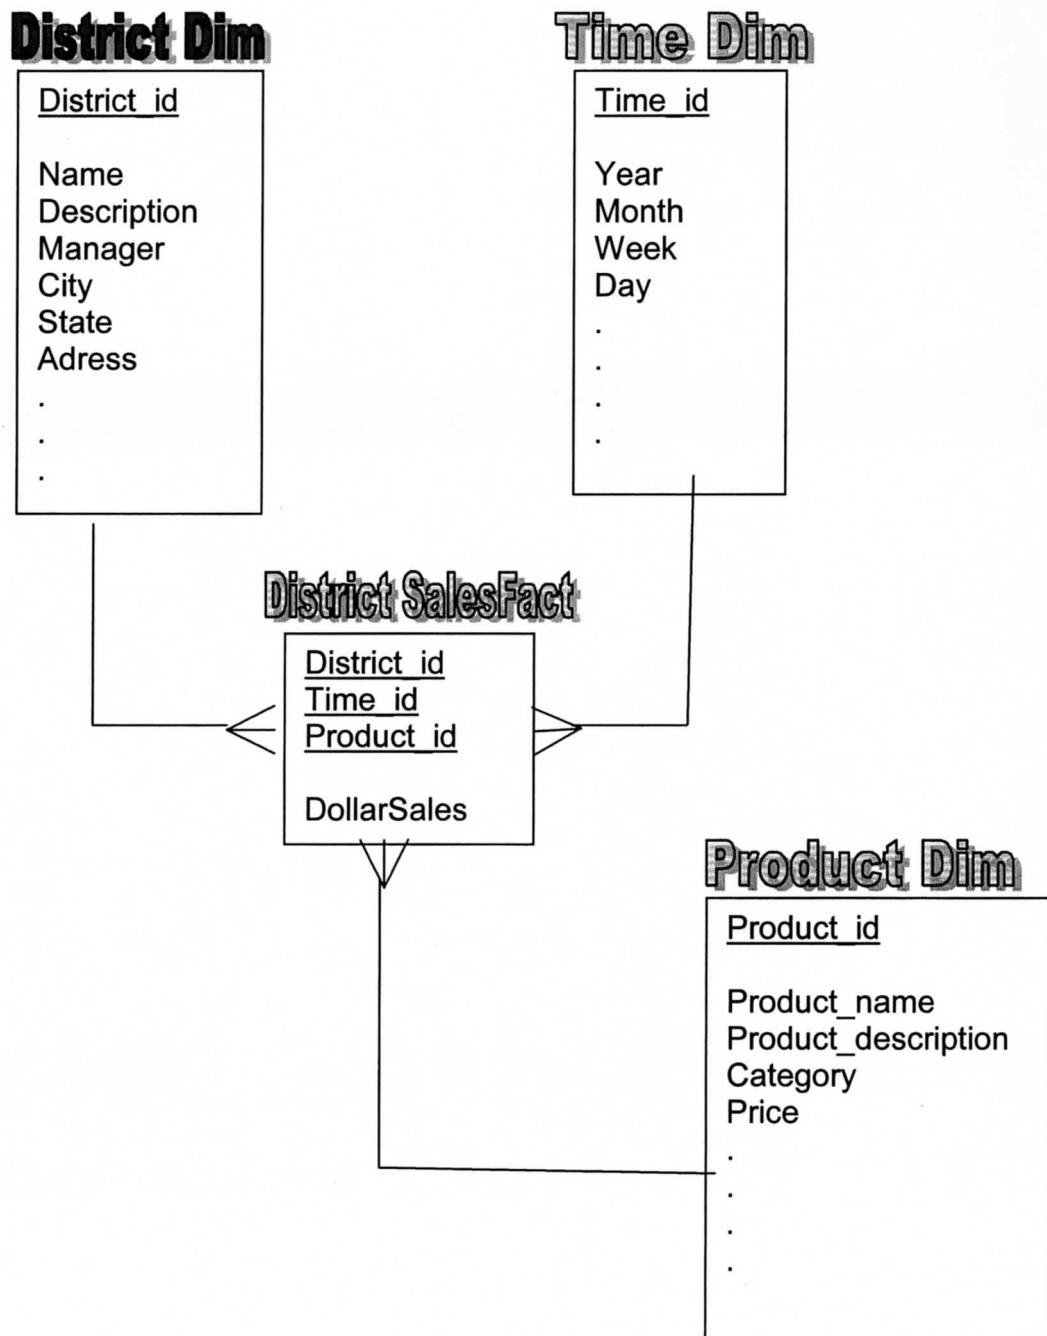 District Dim
District_id
Name
Description
Manager
City
State
Adress
.
.
.
Time Dim
Time_id
Year
Month
Week
Day
.
.
.
.
District SalesFact
District_id
Time_id
Product_id
DollarSales
Product Dim
Product_id
Product_name
Product_description
Category
Price
.
.
.
.